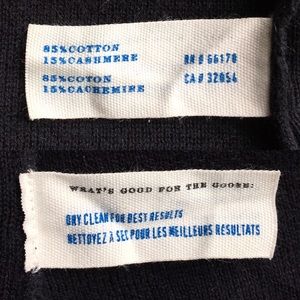 85%COTTON
15%CASHMERE
RN# 66170
85%COTON
15%CACHEMIRE
CA# 32054
WHAT'S GOOD FOR THE GOOSE:
DRY CLEAN FOR BEST RESULTS
NETTOYEZ À SEC POUR LES MEILLEURS RESULTATS